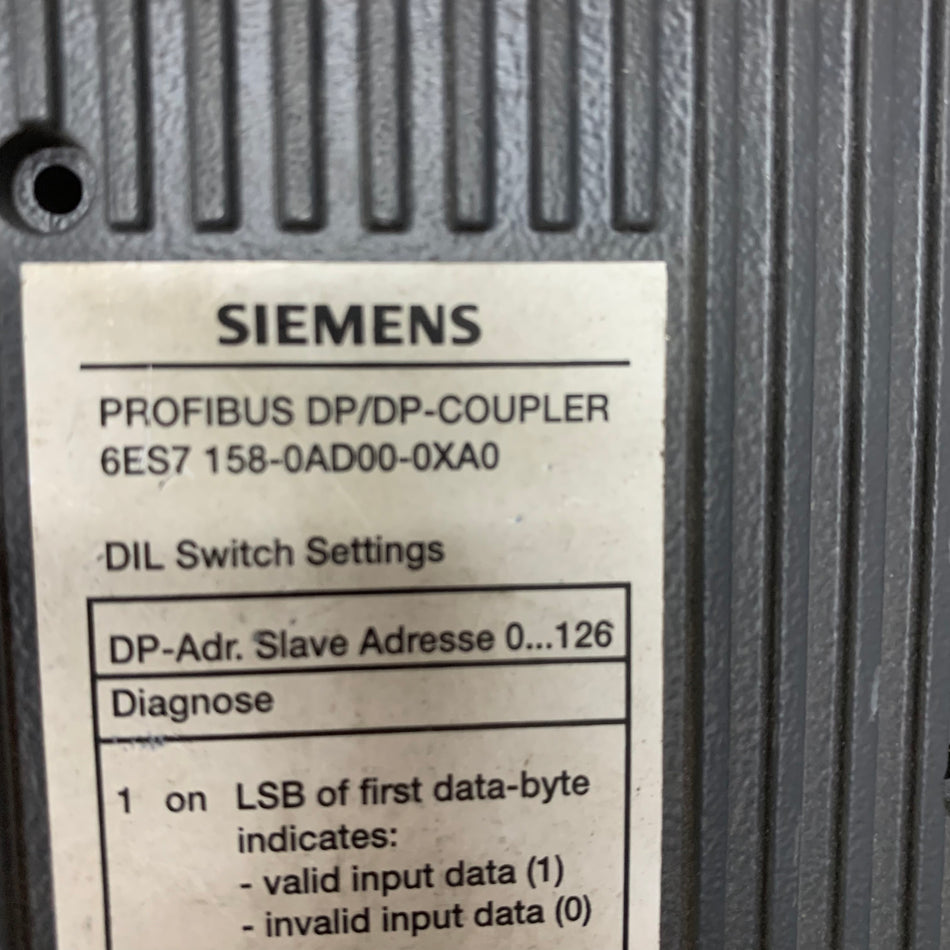 SIEMENS
PROFIBUS DP/DP-COUPLER
6ES7 158-0AD00-0XA0
DIL Switch Settings
DP-Adr. Slave Adresse 0...126
Diagnose
1 on LSB of first data-byte
indicates:
- valid input data (1)
- invalid input data (0)